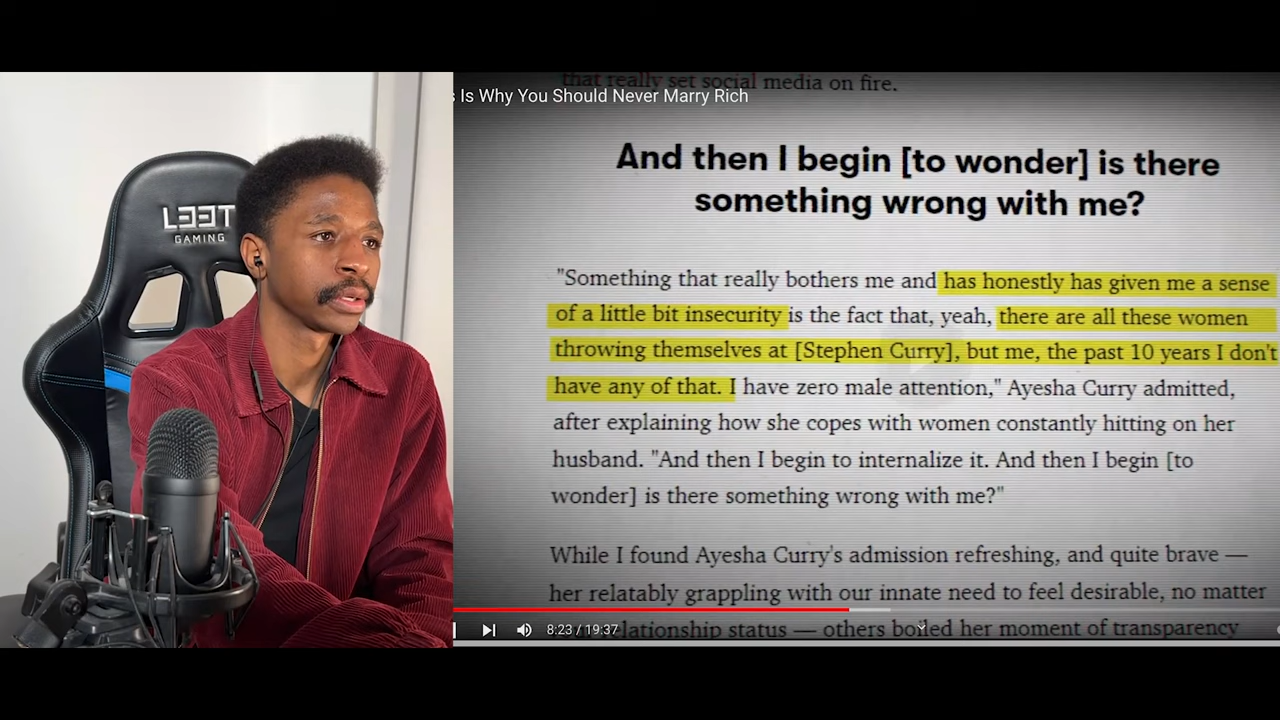 L33T
GAMING
that really set social media on fire.
s Is Why You Should Never Marry Rich
And then I begin [to wonder] is there
something wrong with me?
"Something that really bothers me and has honestly has given me a sense
of a little bit insecurity is the fact that, yeah, there are all these women
throwing themselves at [Stephen Curry], but me, the past 10 years I don't
have any of that. I have zero male attention," Ayesha Curry admitted,
after explaining how she copes with women constantly hitting on her
husband. "And then I begin to internalize it. And then I begin [to
wonder] is there something wrong with me?"
While I found Ayesha Curry's admission refreshing, and quite brave —
her relatably grappling with our innate need to feel desirable, no matter
relationship status — others boiled her moment of transparency
8:23 / 19:37